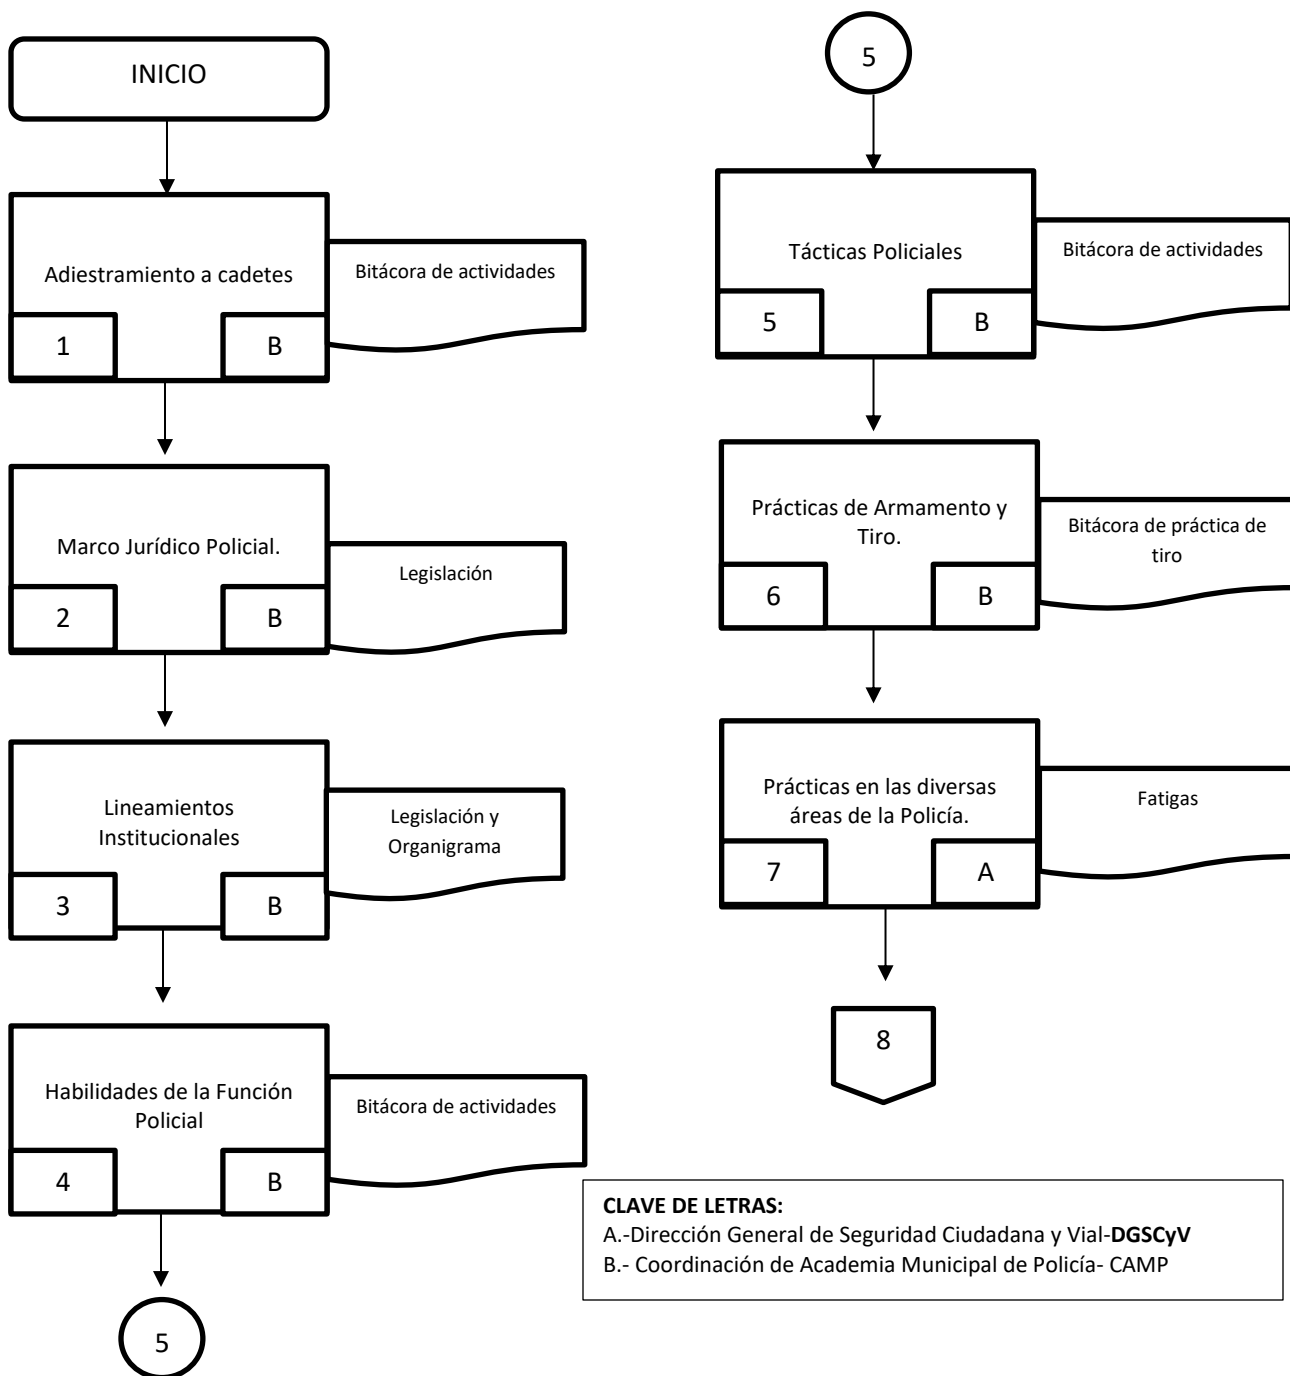 INICIO
Adiestramiento a cadetes
Bitácora de actividades
1
B
Marco Jurídico Policial.
Legislación
2
B
Lineamientos
Institucionales
Legislación y
Organigrama
3
B
Habilidades de la Función
Policial
Bitácora de actividades
4
B
5
5
Tácticas Policiales
Bitácora de actividades
5
B
Prácticas de Armamento y
Tiro.
Bitácora de práctica de
tiro
6
B
Prácticas en las diversas
áreas de la Policía.
Fatigas
7
A
8
CLAVE DE LETRAS:
A.-Dirección General de Seguridad Ciudadana y Vial-DGSCyV
B.- Coordinación de Academia Municipal de Policía- CAMP